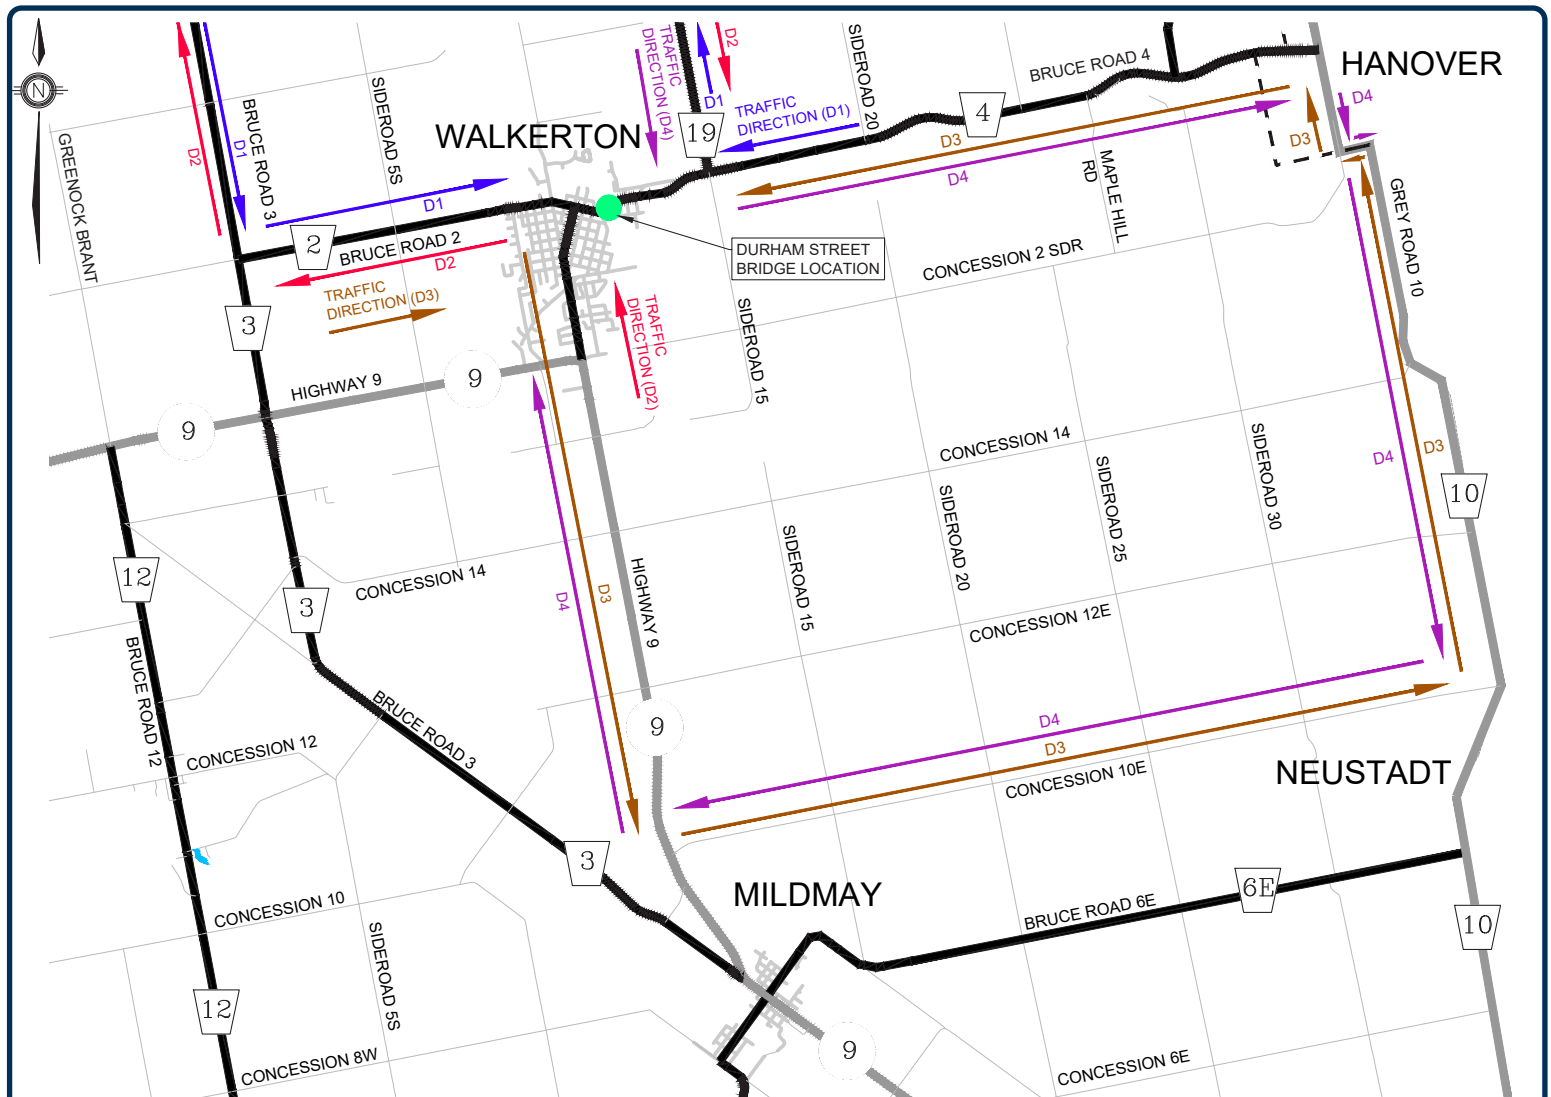 HANOVER
D2
TRAFFIC
DIRECTION (D4)
SIDEROAD 20
BRUCE ROAD 4
D4
D1
4
TRAFFIC
DIRECTION (D1)
SIDEROAD 5S
BRUCE ROAD 3
WALKERTON
19
D3
D3
D4
D2
D1
N
GREENOCK BRANT
MAPLE HILL
RD
GREY ROAD 10
D1
2
BRUCE ROAD 2
D2
DURHAM STREET
BRIDGE LOCATION
CONCESSION 2 SDR
TRAFFIC
DIRECTION (D3)
TRAFFIC
DIRECTION (D2)
SIDEROAD 15
3
HIGHWAY 9
9
9
CONCESSION 14
SIDEROAD 30
D4
D3
10
SIDEROAD 25
SIDEROAD 20
SIDEROAD 15
HIGHWAY 9
12
CONCESSION 14
D4
D3
3
CONCESSION 12E
BRUCE ROAD 12
BRUCE ROAD 3
9
D4
D3
CONCESSION 10E
NEUSTADT
CONCESSION 12
3
MILDMAY
6E
BRUCE ROAD 6E
10
CONCESSION 10
SIDEROAD 5S
12
9
CONCESSION 8W
CONCESSION 6E